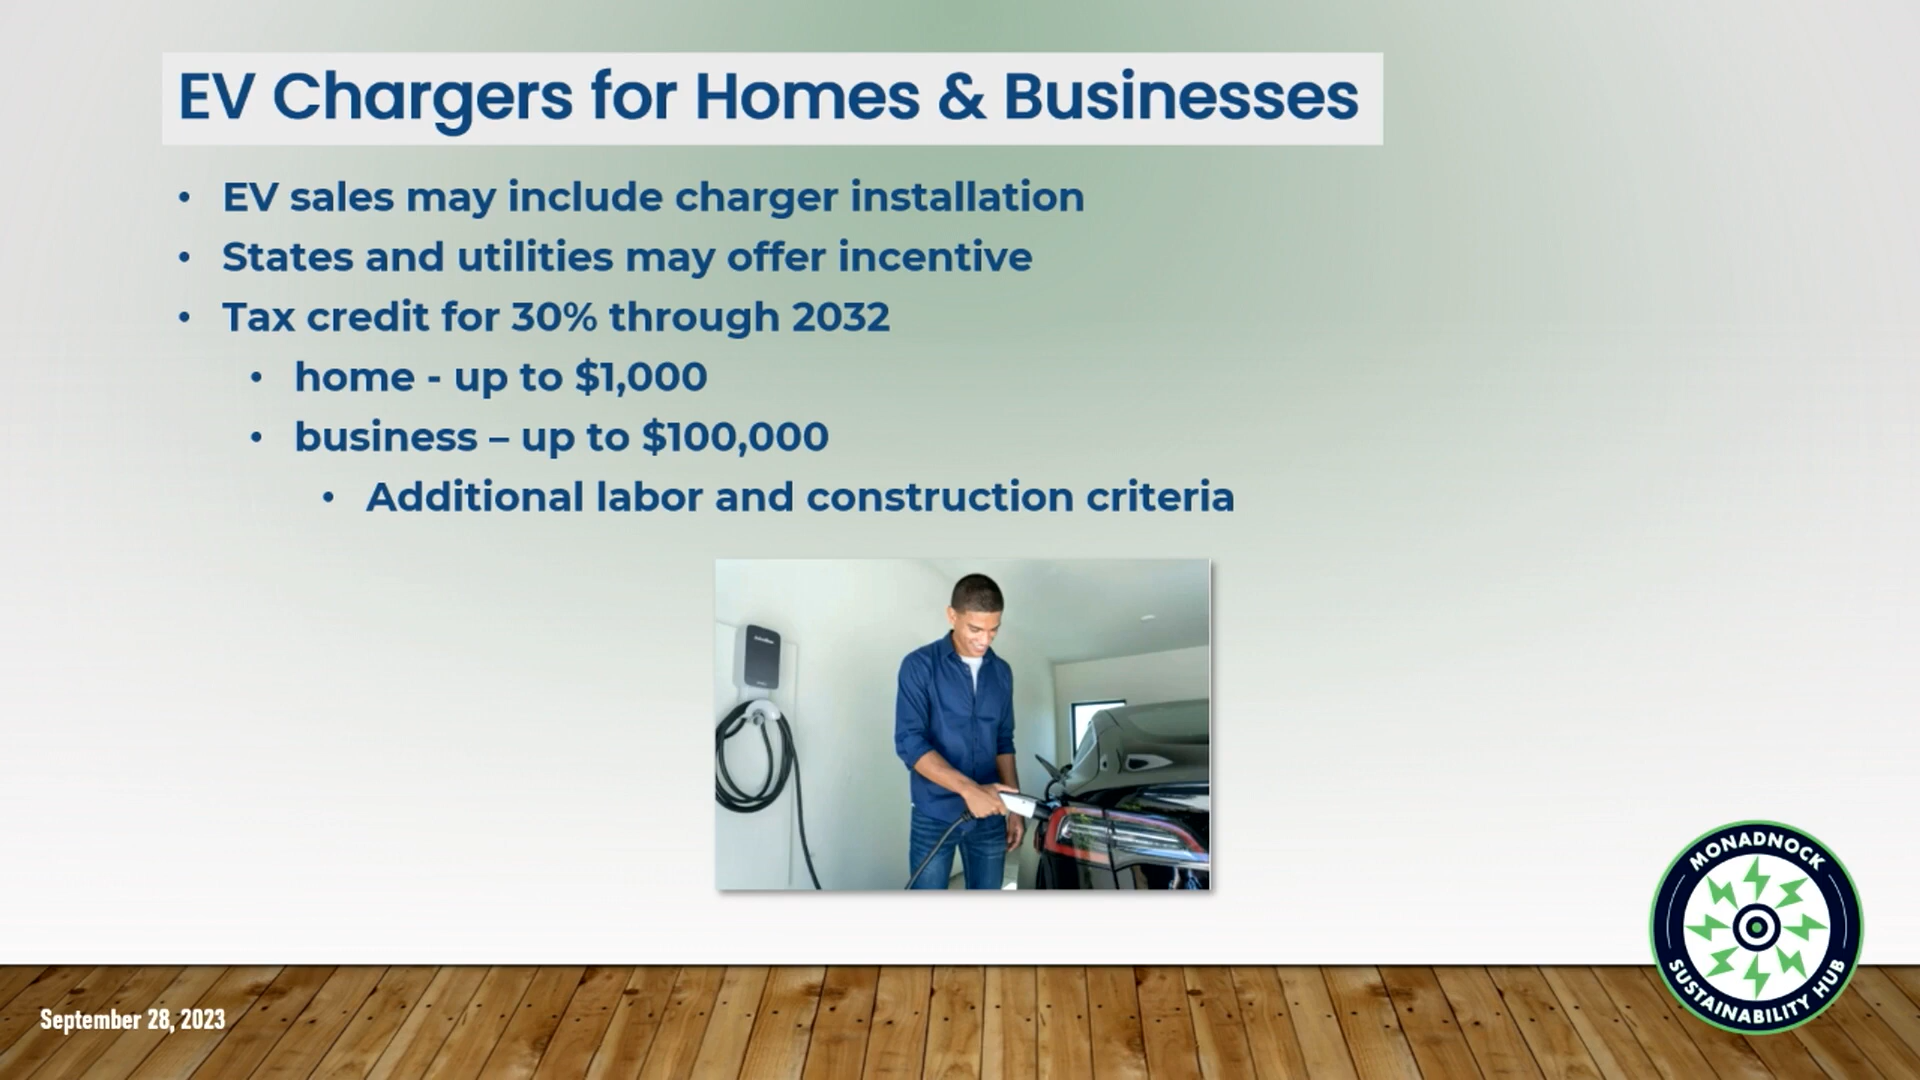 EV Chargers for Homes & Businesses
• EV sales may include charger installation
• States and utilities may offer incentive
• Tax credit for 30% through 2032
• home - up to $1,000
• business – up to $100,000
• Additional labor and construction criteria
MONADNOCK
SUSTAINABILITY HUB
September 28, 2023